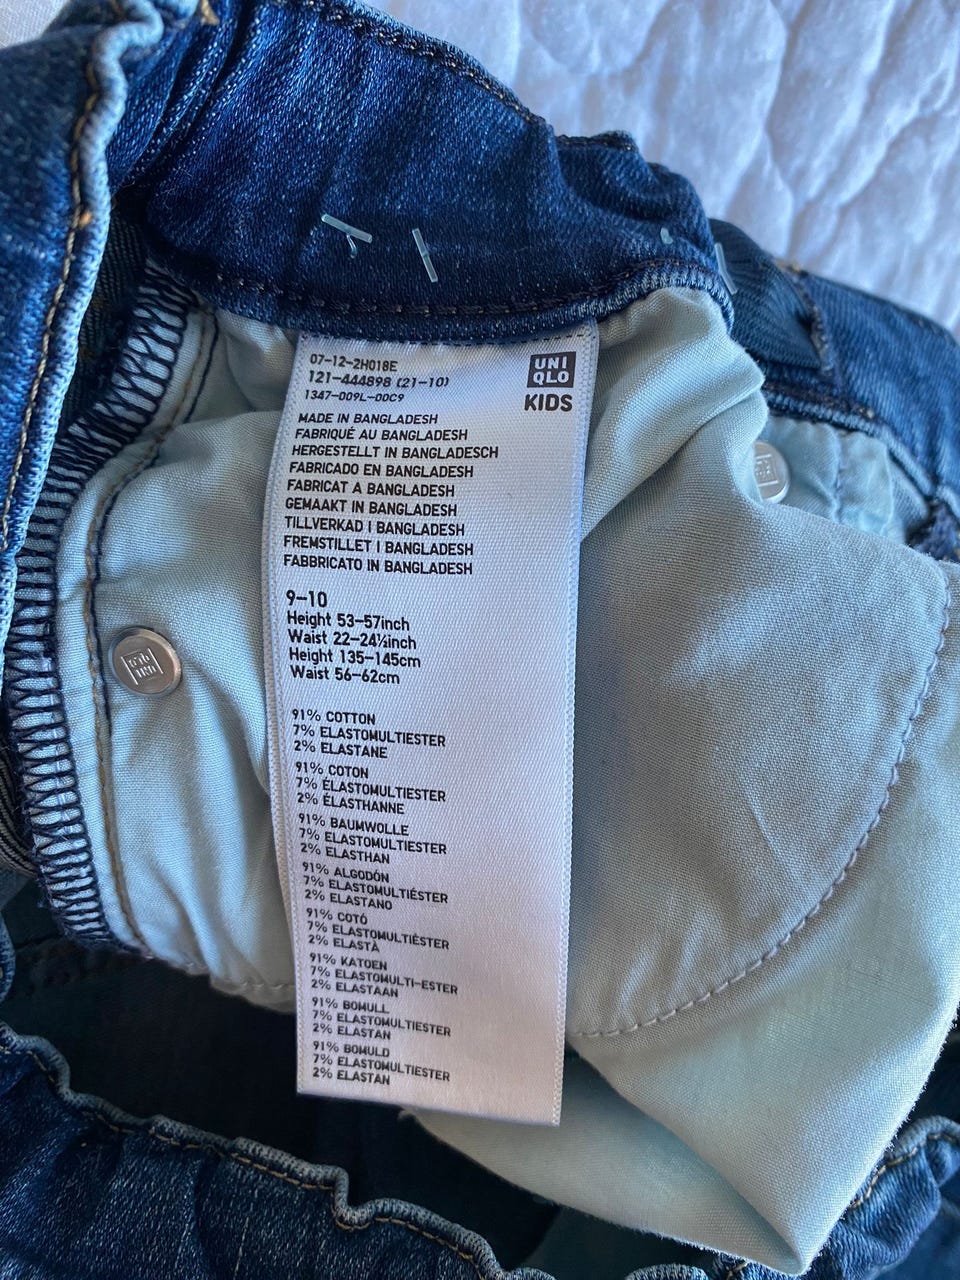 07-12-2H018E
121-444898 (21-10)
1347-009L-00C9
UNI
QLO
KIDS
MADE IN BANGLADESH
FABRIQUÉ AU BANGLADESH
HERGESTELLT IN BANGLADESCH
FABRICADO EN BANGLADESH
FABRICAT A BANGLADESH
GEMAAKT IN BANGLADESH
TILLVERKAD I BANGLADESH
FREMSTILLET I BANGLADESH
FABBRICATO IN BANGLADESH
9-10
Height 53-57inch
Waist 22-24½inch
Height 135-145cm
Waist 56-62cm
91% COTTON
7% ELASTOMULTIESTER
2% ELASTANE
91% COTON
7% ÉLASTOMULTIESTER
2% ÉLASTHANNE
91% BAUMWOLLE
7% ELASTOMULTIESTER
2% ELASTHAN
91% ALGODÓN
7% ELASTOMULTIÉSTER
2% ELASTANO
91% COTÓ
7% ELASTOMULTIÈSTER
2% ELASTÀ
91% KATOEN
7% ELASTOMULTI-ESTER
2% ELASTAAN
91% BOMULL
7% ELASTOMULTIESTER
2% ELASTAN
91% BOMULD
7% ELASTOMULTIESTER
2% ELASTAN
UNI
QLO